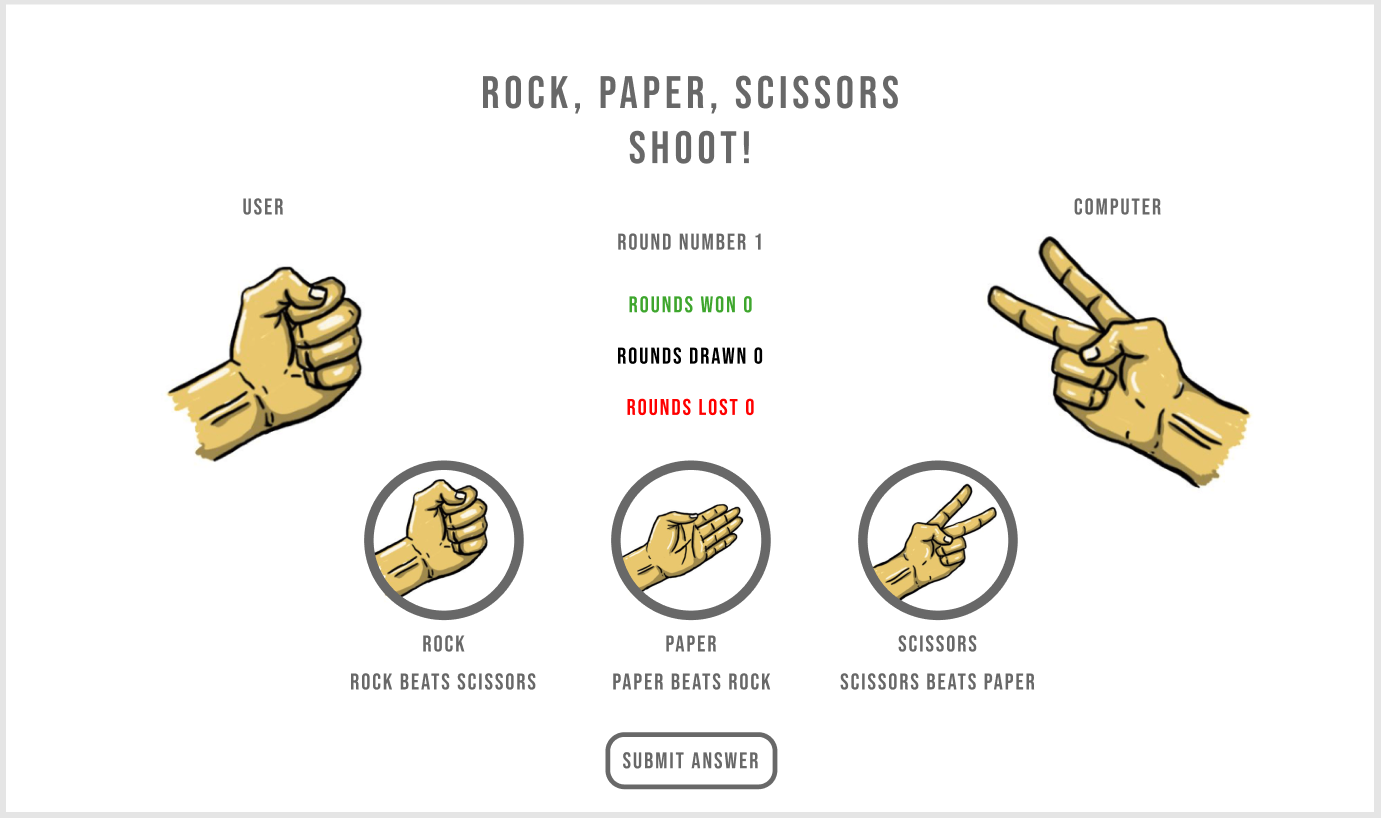 ROCK, PAPER, SCISSORS
SHOOT!
USER
COMPUTER
ROUND NUMBER 1
ROUNDS WON 0
ROUNDS DRAWN 0
ROUNDS LOST 0
ROCK
PAPER
SCISSORS
ROCK BEATS SCISSORS
PAPER BEATS ROCK
SCISSORS BEATS PAPER
SUBMIT ANSWER